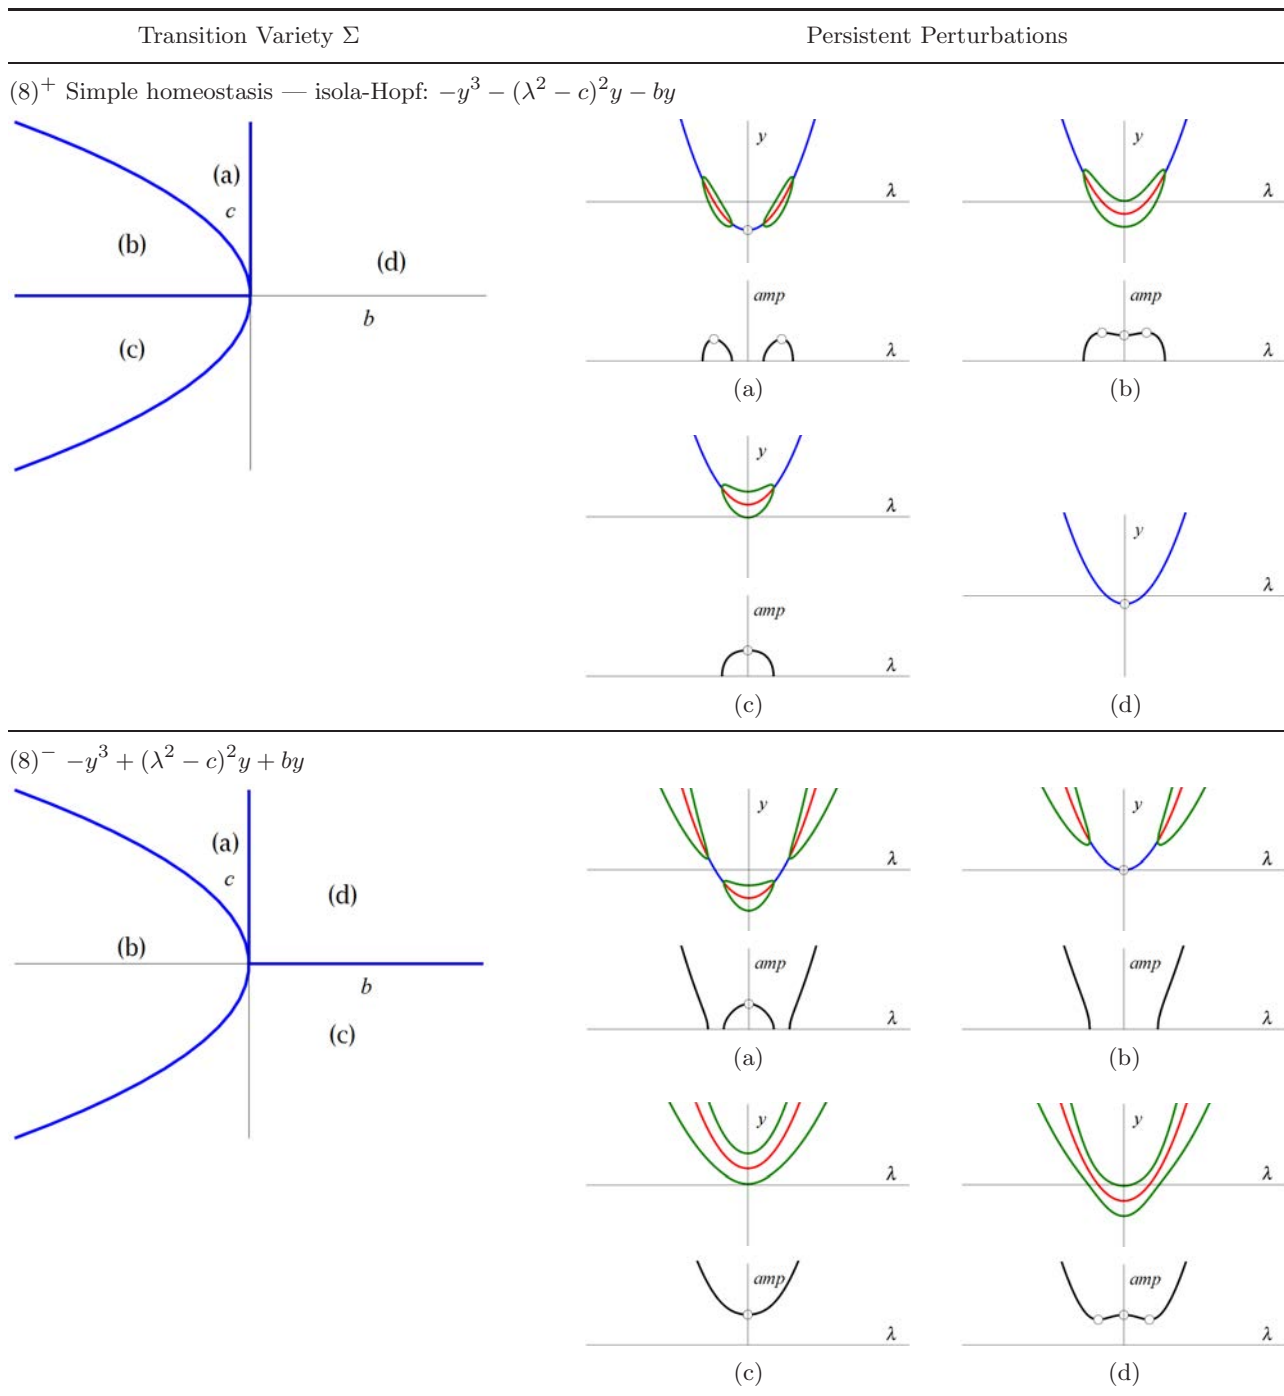 Transition Variety Σ Persistent Perturbations
(8)⁺ Simple homeostasis — isola-Hopf: −y³ − (λ² − c)²y − by
(a)
c
(b)
(d)
b
(c)
y
λ
amp
λ
(a)
y
λ
amp
λ
(b)
y
λ
amp
λ
(c)
y
λ
(d)
(8)⁻ −y³ + (λ² − c)²y + by
(a)
c
(d)
(b)
b
(c)
y
λ
amp
λ
(a)
y
λ
amp
λ
(b)
y
λ
amp
λ
(c)
y
λ
amp
λ
(d)